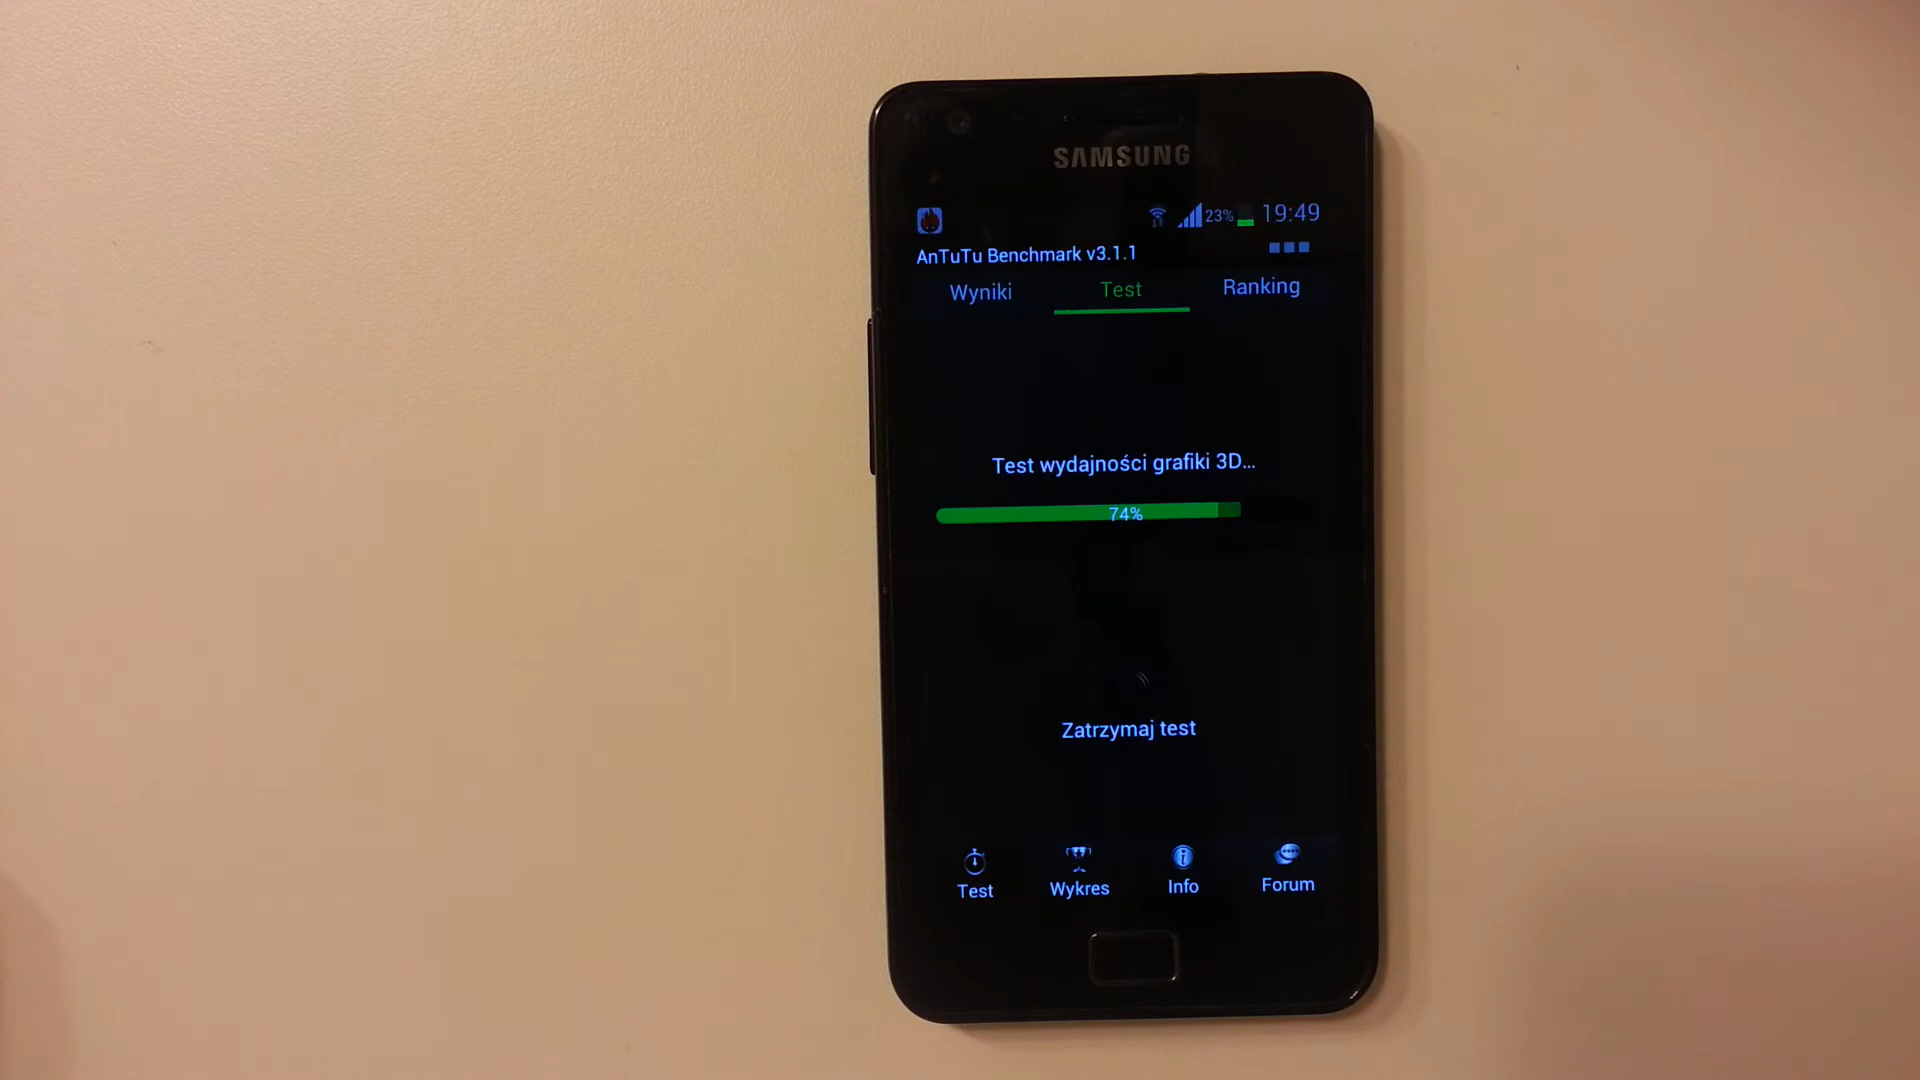 SAMSUNG
23% 19:49
AnTuTu Benchmark v3.1.1
Wyniki Test Ranking
Test wydajności grafiki 3D...
74%
Zatrzymaj test
Test Wykres Info Forum